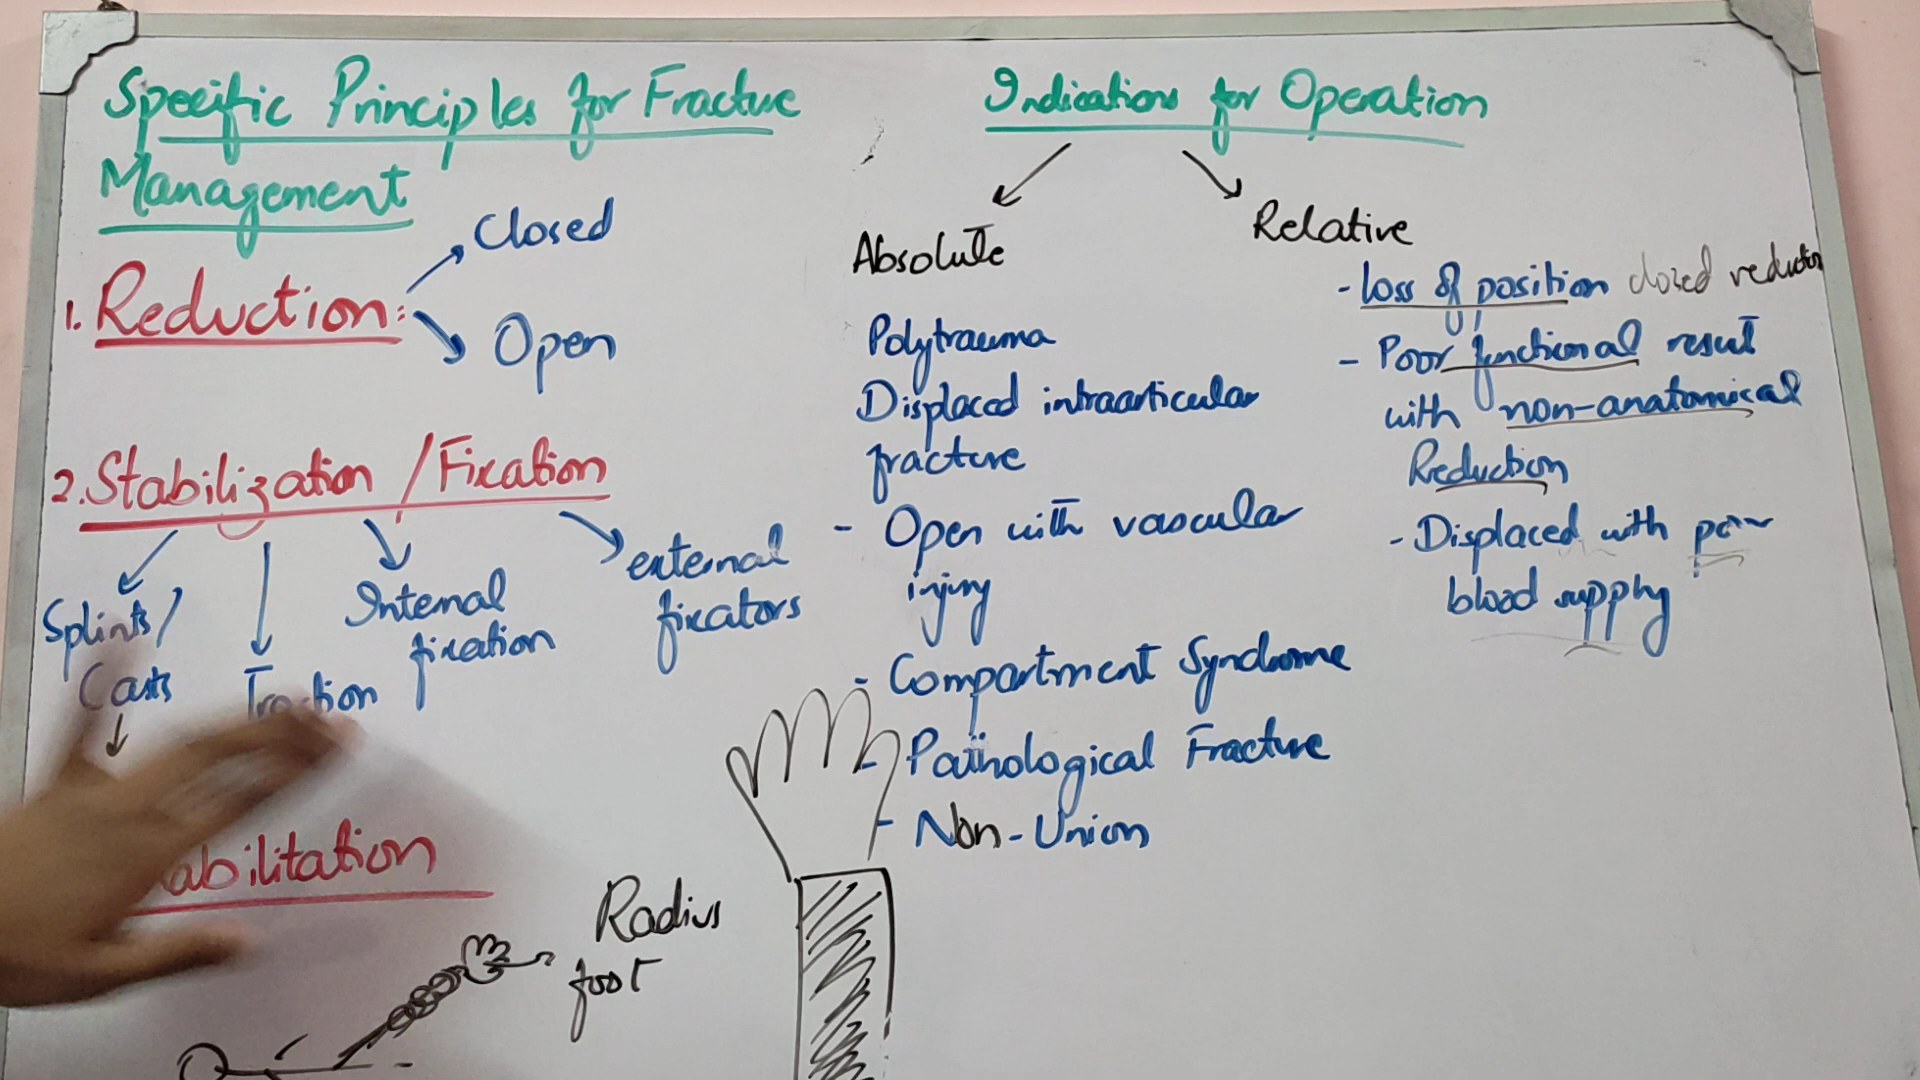 Specific Principles for Fracture
Management
1. Reduction:
Closed
Open
2. Stabilization / Fixation
Splints /
Casts
Traction
Internal
fixation
external
fixators
abilitation
Radius
foot
Indications for Operation
Absolute
Polytrauma
Displaced intraarticular
fracture
- Open with vascular
injury
- Compartment Syndrome
- Pathological Fracture
- Non-Union
Relative
- loss of position closed reduction
- Poor functional result
with non-anatomical
Reduction
- Displaced with poor
blood supply